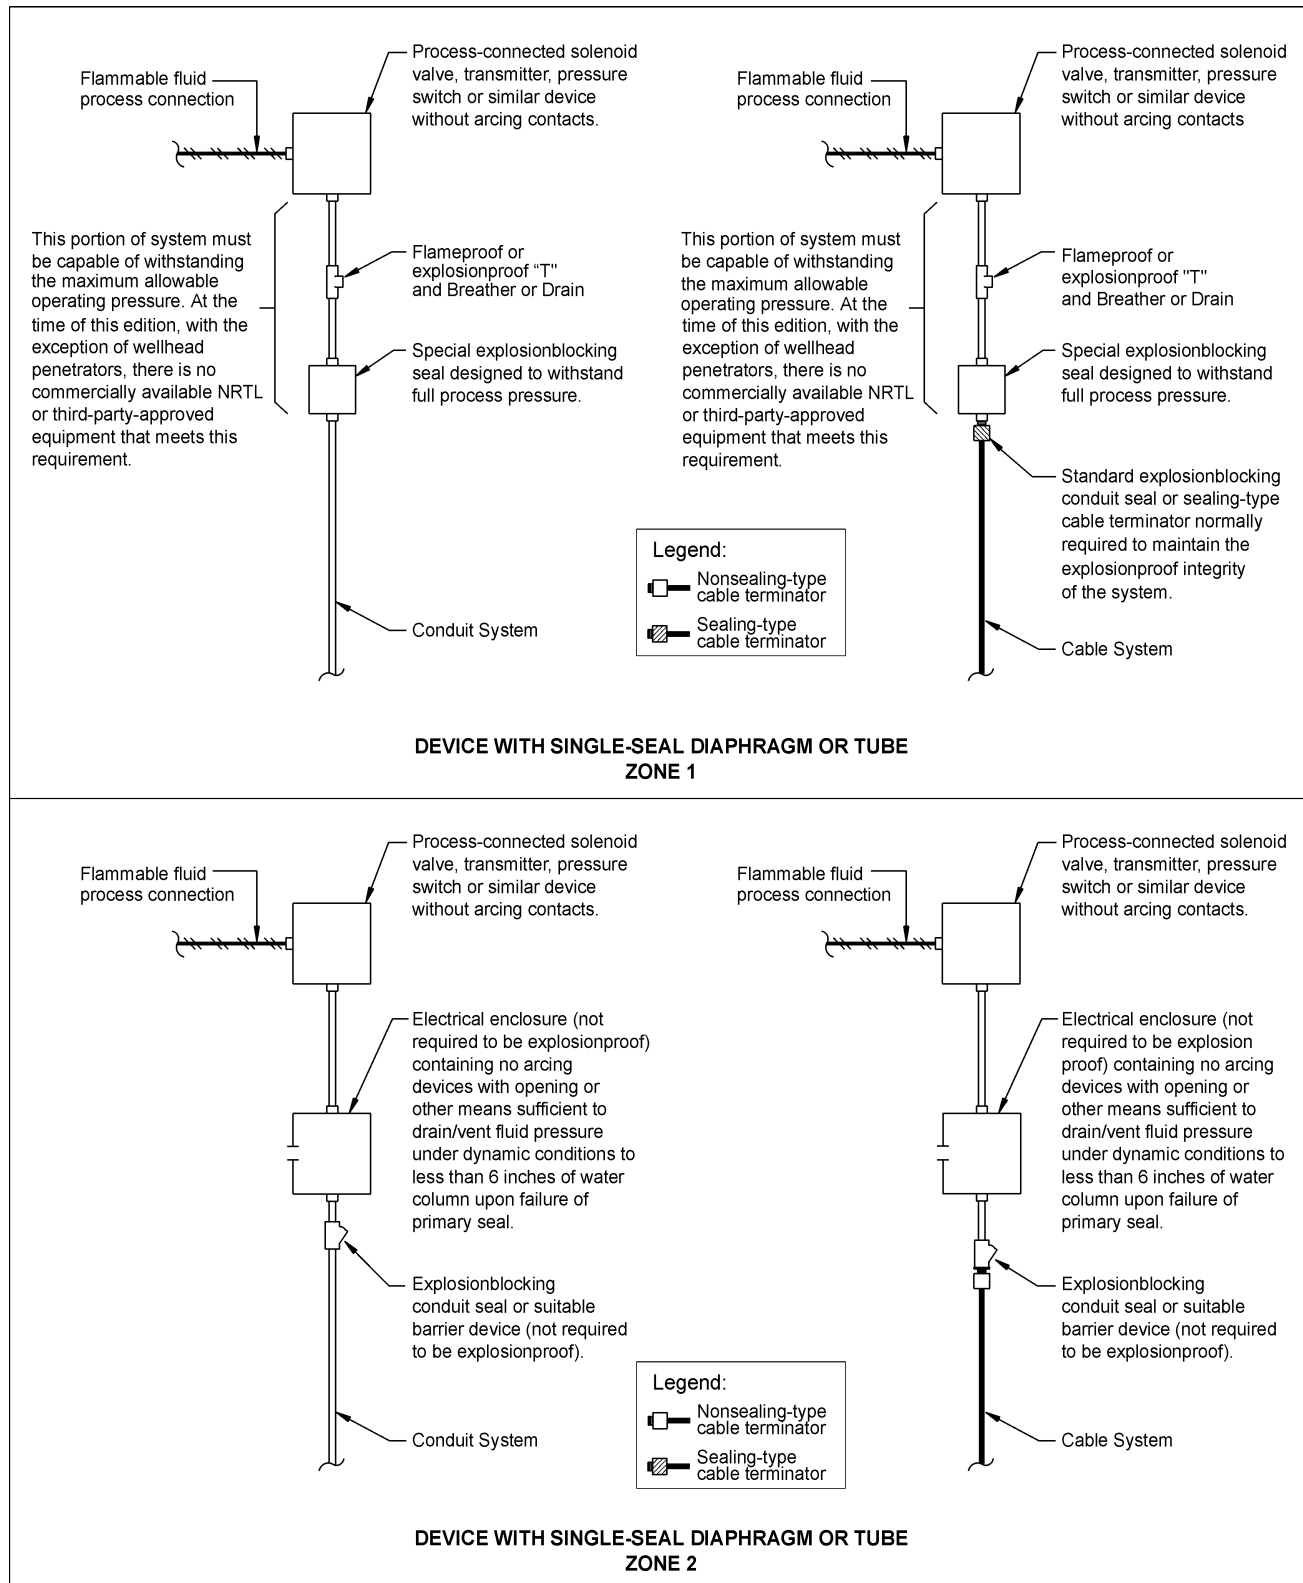 Flammable fluid
process connection
Process-connected solenoid
valve, transmitter, pressure
switch or similar device
without arcing contacts.
This portion of system must
be capable of withstanding
the maximum allowable
operating pressure. At the
time of this edition, with the
exception of wellhead
penetrators, there is no
commercially available NRTL
or third-party-approved
equipment that meets this
requirement.
Flameproof or
explosionproof “T"
and Breather or Drain
Special explosionblocking
seal designed to withstand
full process pressure.
Conduit System
Flammable fluid
process connection
Process-connected solenoid
valve, transmitter, pressure
switch or similar device
without arcing contacts
This portion of system must
be capable of withstanding
the maximum allowable
operating pressure. At the
time of this edition, with the
exception of wellhead
penetrators, there is no
commercially available NRTL
or third-party-approved
equipment that meets this
requirement.
Flameproof or
explosionproof "T"
and Breather or Drain
Special explosionblocking
seal designed to withstand
full process pressure.
Standard explosionblocking
conduit seal or sealing-type
cable terminator normally
required to maintain the
explosionproof integrity
of the system.
Cable System
Legend:
Nonsealing-type
cable terminator
Sealing-type
cable terminator
DEVICE WITH SINGLE-SEAL DIAPHRAGM OR TUBE
ZONE 1
Flammable fluid
process connection
Process-connected solenoid
valve, transmitter, pressure
switch or similar device
without arcing contacts.
Electrical enclosure (not
required to be explosionproof)
containing no arcing
devices with opening or
other means sufficient to
drain/vent fluid pressure
under dynamic conditions to
less than 6 inches of water
column upon failure of
primary seal.
Explosionblocking
conduit seal or suitable
barrier device (not required
to be explosionproof).
Conduit System
Flammable fluid
process connection
Process-connected solenoid
valve, transmitter, pressure
switch or similar device
without arcing contacts.
Electrical enclosure (not
required to be explosion
proof) containing no arcing
devices with opening or
other means sufficient to
drain/vent fluid pressure
under dynamic conditions to
less than 6 inches of water
column upon failure of
primary seal.
Explosionblocking
conduit seal or suitable
barrier device (not required
to be explosionproof).
Cable System
Legend:
Nonsealing-type
cable terminator
Sealing-type
cable terminator
DEVICE WITH SINGLE-SEAL DIAPHRAGM OR TUBE
ZONE 2